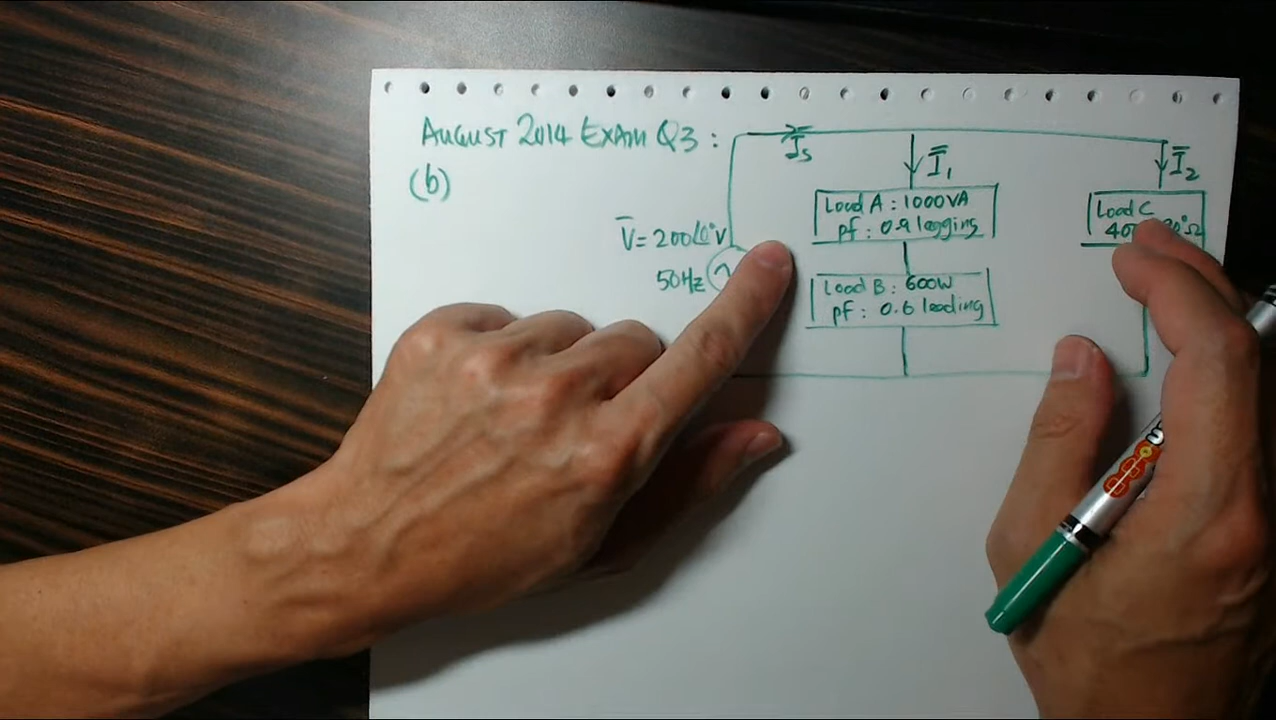 AUGUST 2014 EXAM Q3 :
(b)
I̅s
I̅₁
I̅₂
V̅ = 200∠0°V
50Hz
Load A : 1000VA
pf : 0.9 lagging
Load B : 600W
pf : 0.6 leading
Load C